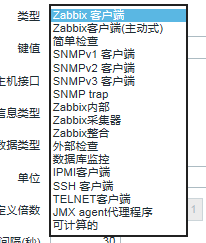 类型
Zabbix 客户端
Zabbix客户端(主动式)
简单检查
SNMPv1 客户端
SNMPv2 客户端
SNMPv3 客户端
SNMP trap
Zabbix内部
Zabbix采集器
Zabbix整合
外部检查
数据库监控
IPMI客户端
SSH 客户端
TELNET客户端
JMX agent代理程序
可计算的
键值
主机接口
信息类型
数据类型
单位
定义倍数
1
间隔(秒)
30